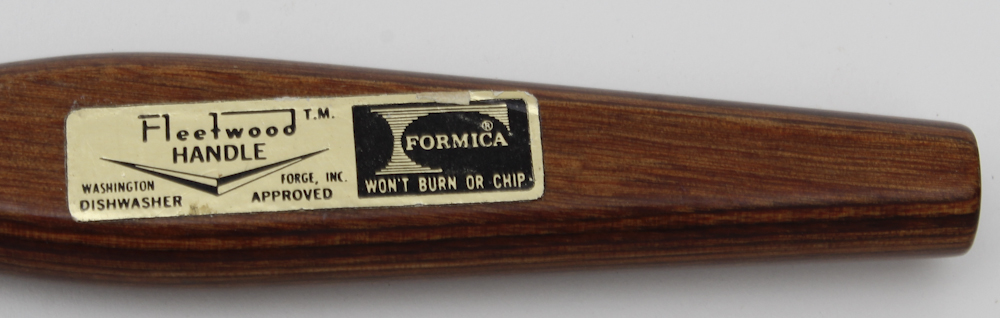 Fleetwood T.M.
HANDLE
WASHINGTON FORGE, INC.
DISHWASHER APPROVED
FORMICA®
WON'T BURN OR CHIP.